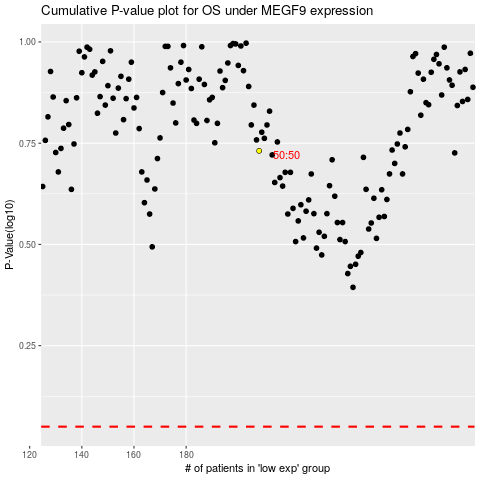 Cumulative P-value plot for OS under MEGF9 expression
P-Value(log10)
1.00
0.75
0.50
0.25
50:50
120 140 160 180
# of patients in 'low exp' group